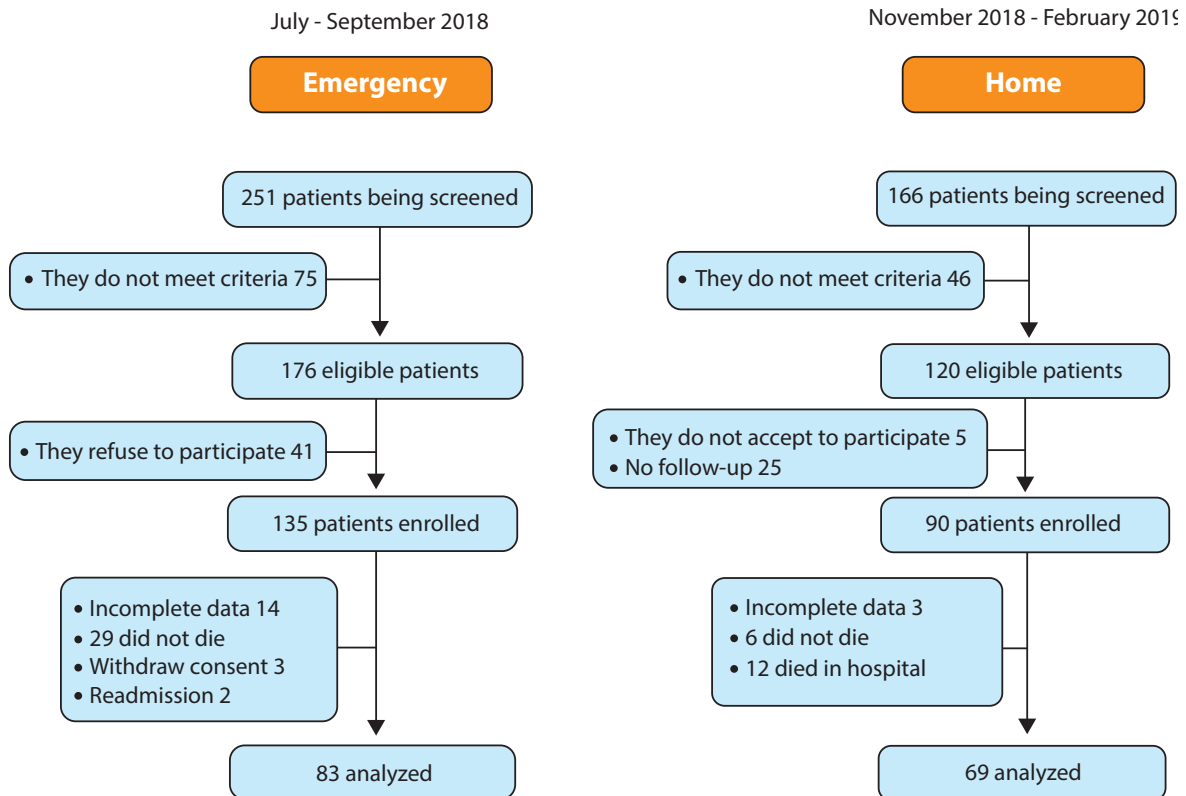 July - September 2018
Emergency
251 patients being screened
• They do not meet criteria 75
176 eligible patients
• They refuse to participate 41
135 patients enrolled
• Incomplete data 14
• 29 did not die
• Withdraw consent 3
• Readmission 2
83 analyzed
November 2018 - February 2019
Home
166 patients being screened
• They do not meet criteria 46
120 eligible patients
• They do not accept to participate 5
• No follow-up 25
90 patients enrolled
• Incomplete data 3
• 6 did not die
• 12 died in hospital
69 analyzed